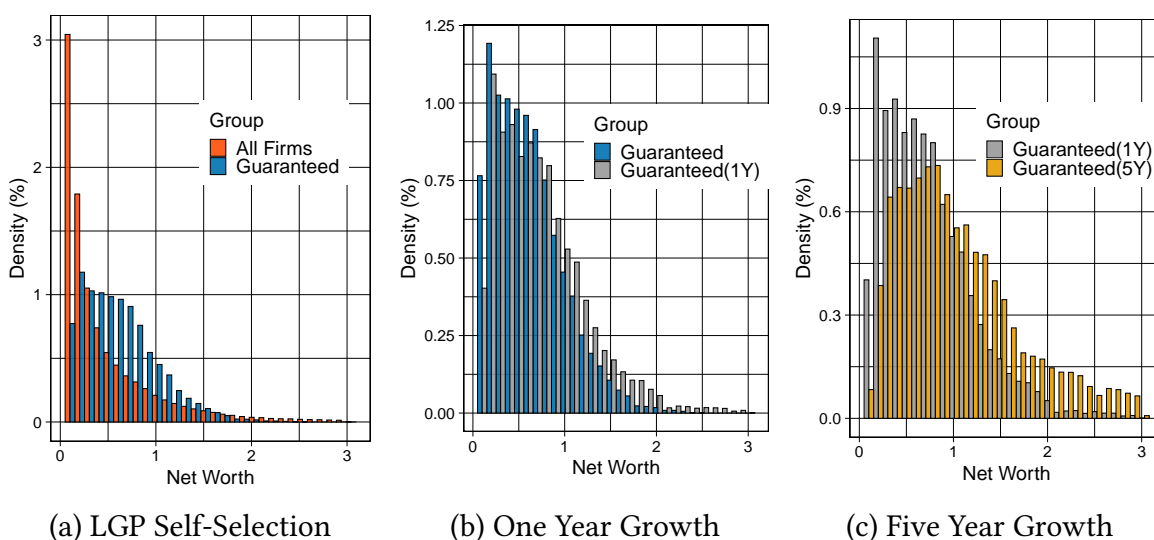 3
2
1
0
Density (%)
Group
All Firms
Guaranteed
0 1 2 3
Net Worth
(a) LGP Self-Selection
1.25
1.00
0.75
0.50
0.25
0.00
Density (%)
Group
Guaranteed
Guaranteed(1Y)
0 1 2 3
Net Worth
(b) One Year Growth
0.9
0.6
0.3
0.0
Density (%)
Group
Guaranteed(1Y)
Guaranteed(5Y)
0 1 2 3
Net Worth
(c) Five Year Growth